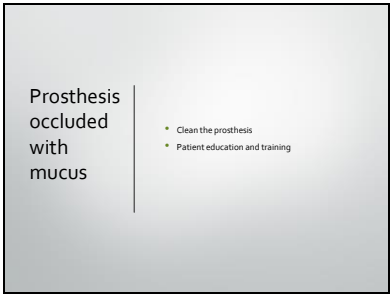 Prosthesis
occluded
with
mucus
• Clean the prosthesis
• Patient education and training